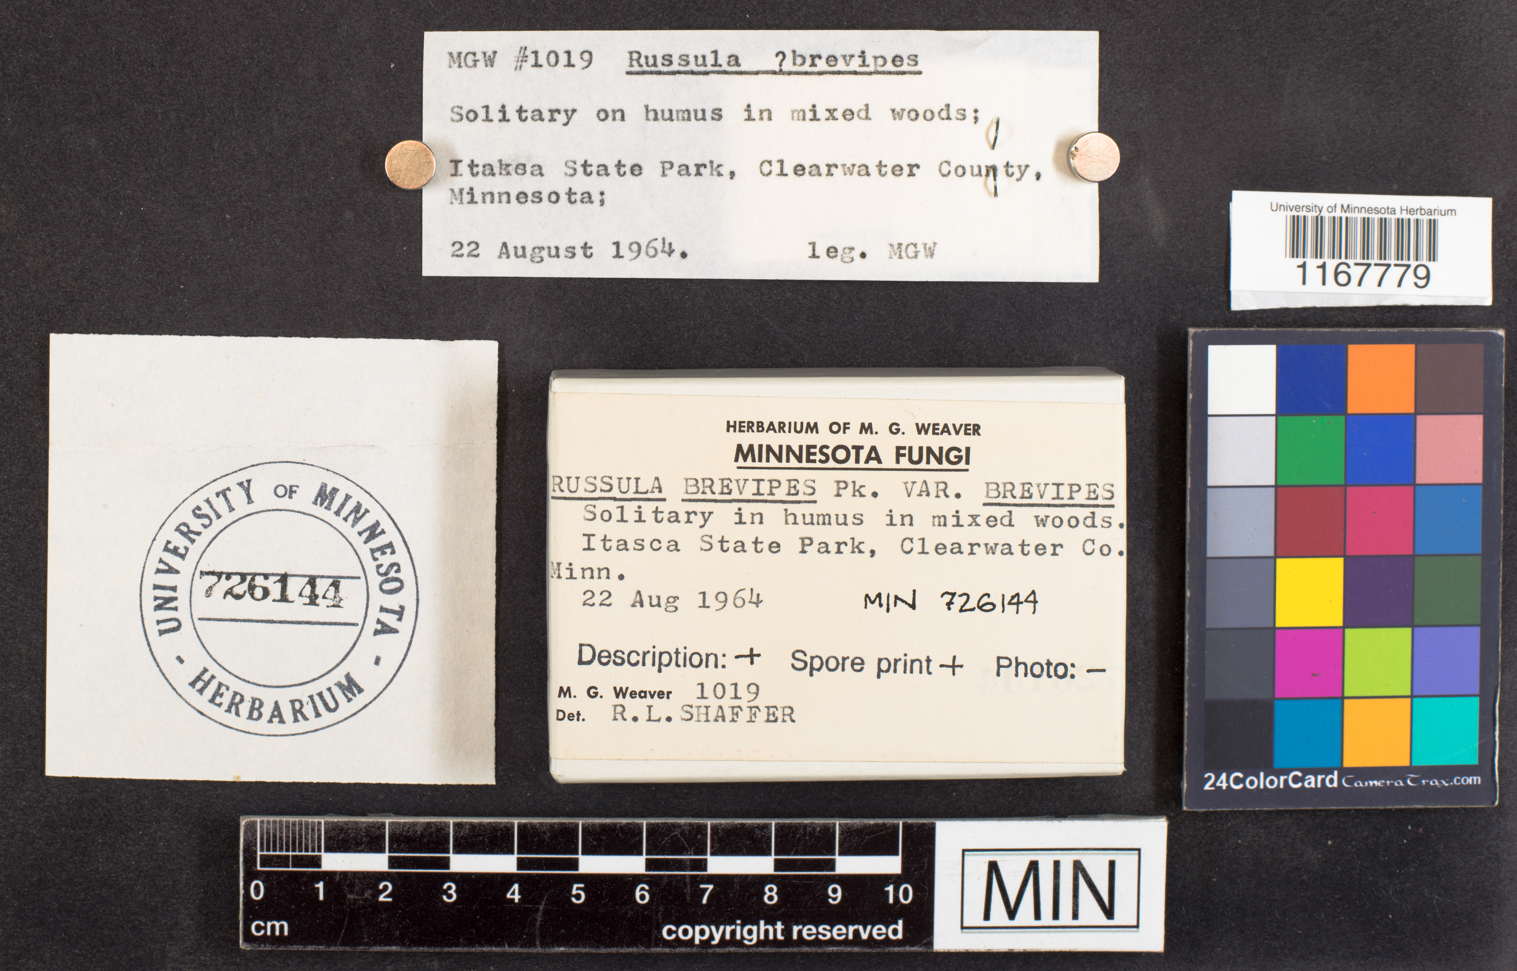 MGW #1019 Russula ?brevipes
Solitary on humus in mixed woods;
Itaksa State Park, Clearwater County,
Minnesota;
22 August 1964. leg. MGW
University of Minnesota Herbarium
1167779
UNIVERSITY OF MINNESOTA
726144
- HERBARIUM -
HERBARIUM OF M. G. WEAVER
MINNESOTA FUNGI
RUSSULA BREVIPES Pk. VAR. BREVIPES
Solitary in humus in mixed woods.
Itasca State Park, Clearwater Co.
Minn.
22 Aug 1964 MIN 726144
Description: + Spore print + Photo: -
M. G. Weaver 1019
Det. R.L.SHAFFER
24ColorCard CameraTrax.com
0 1 2 3 4 5 6 7 8 9 10
cm copyright reserved
MIN